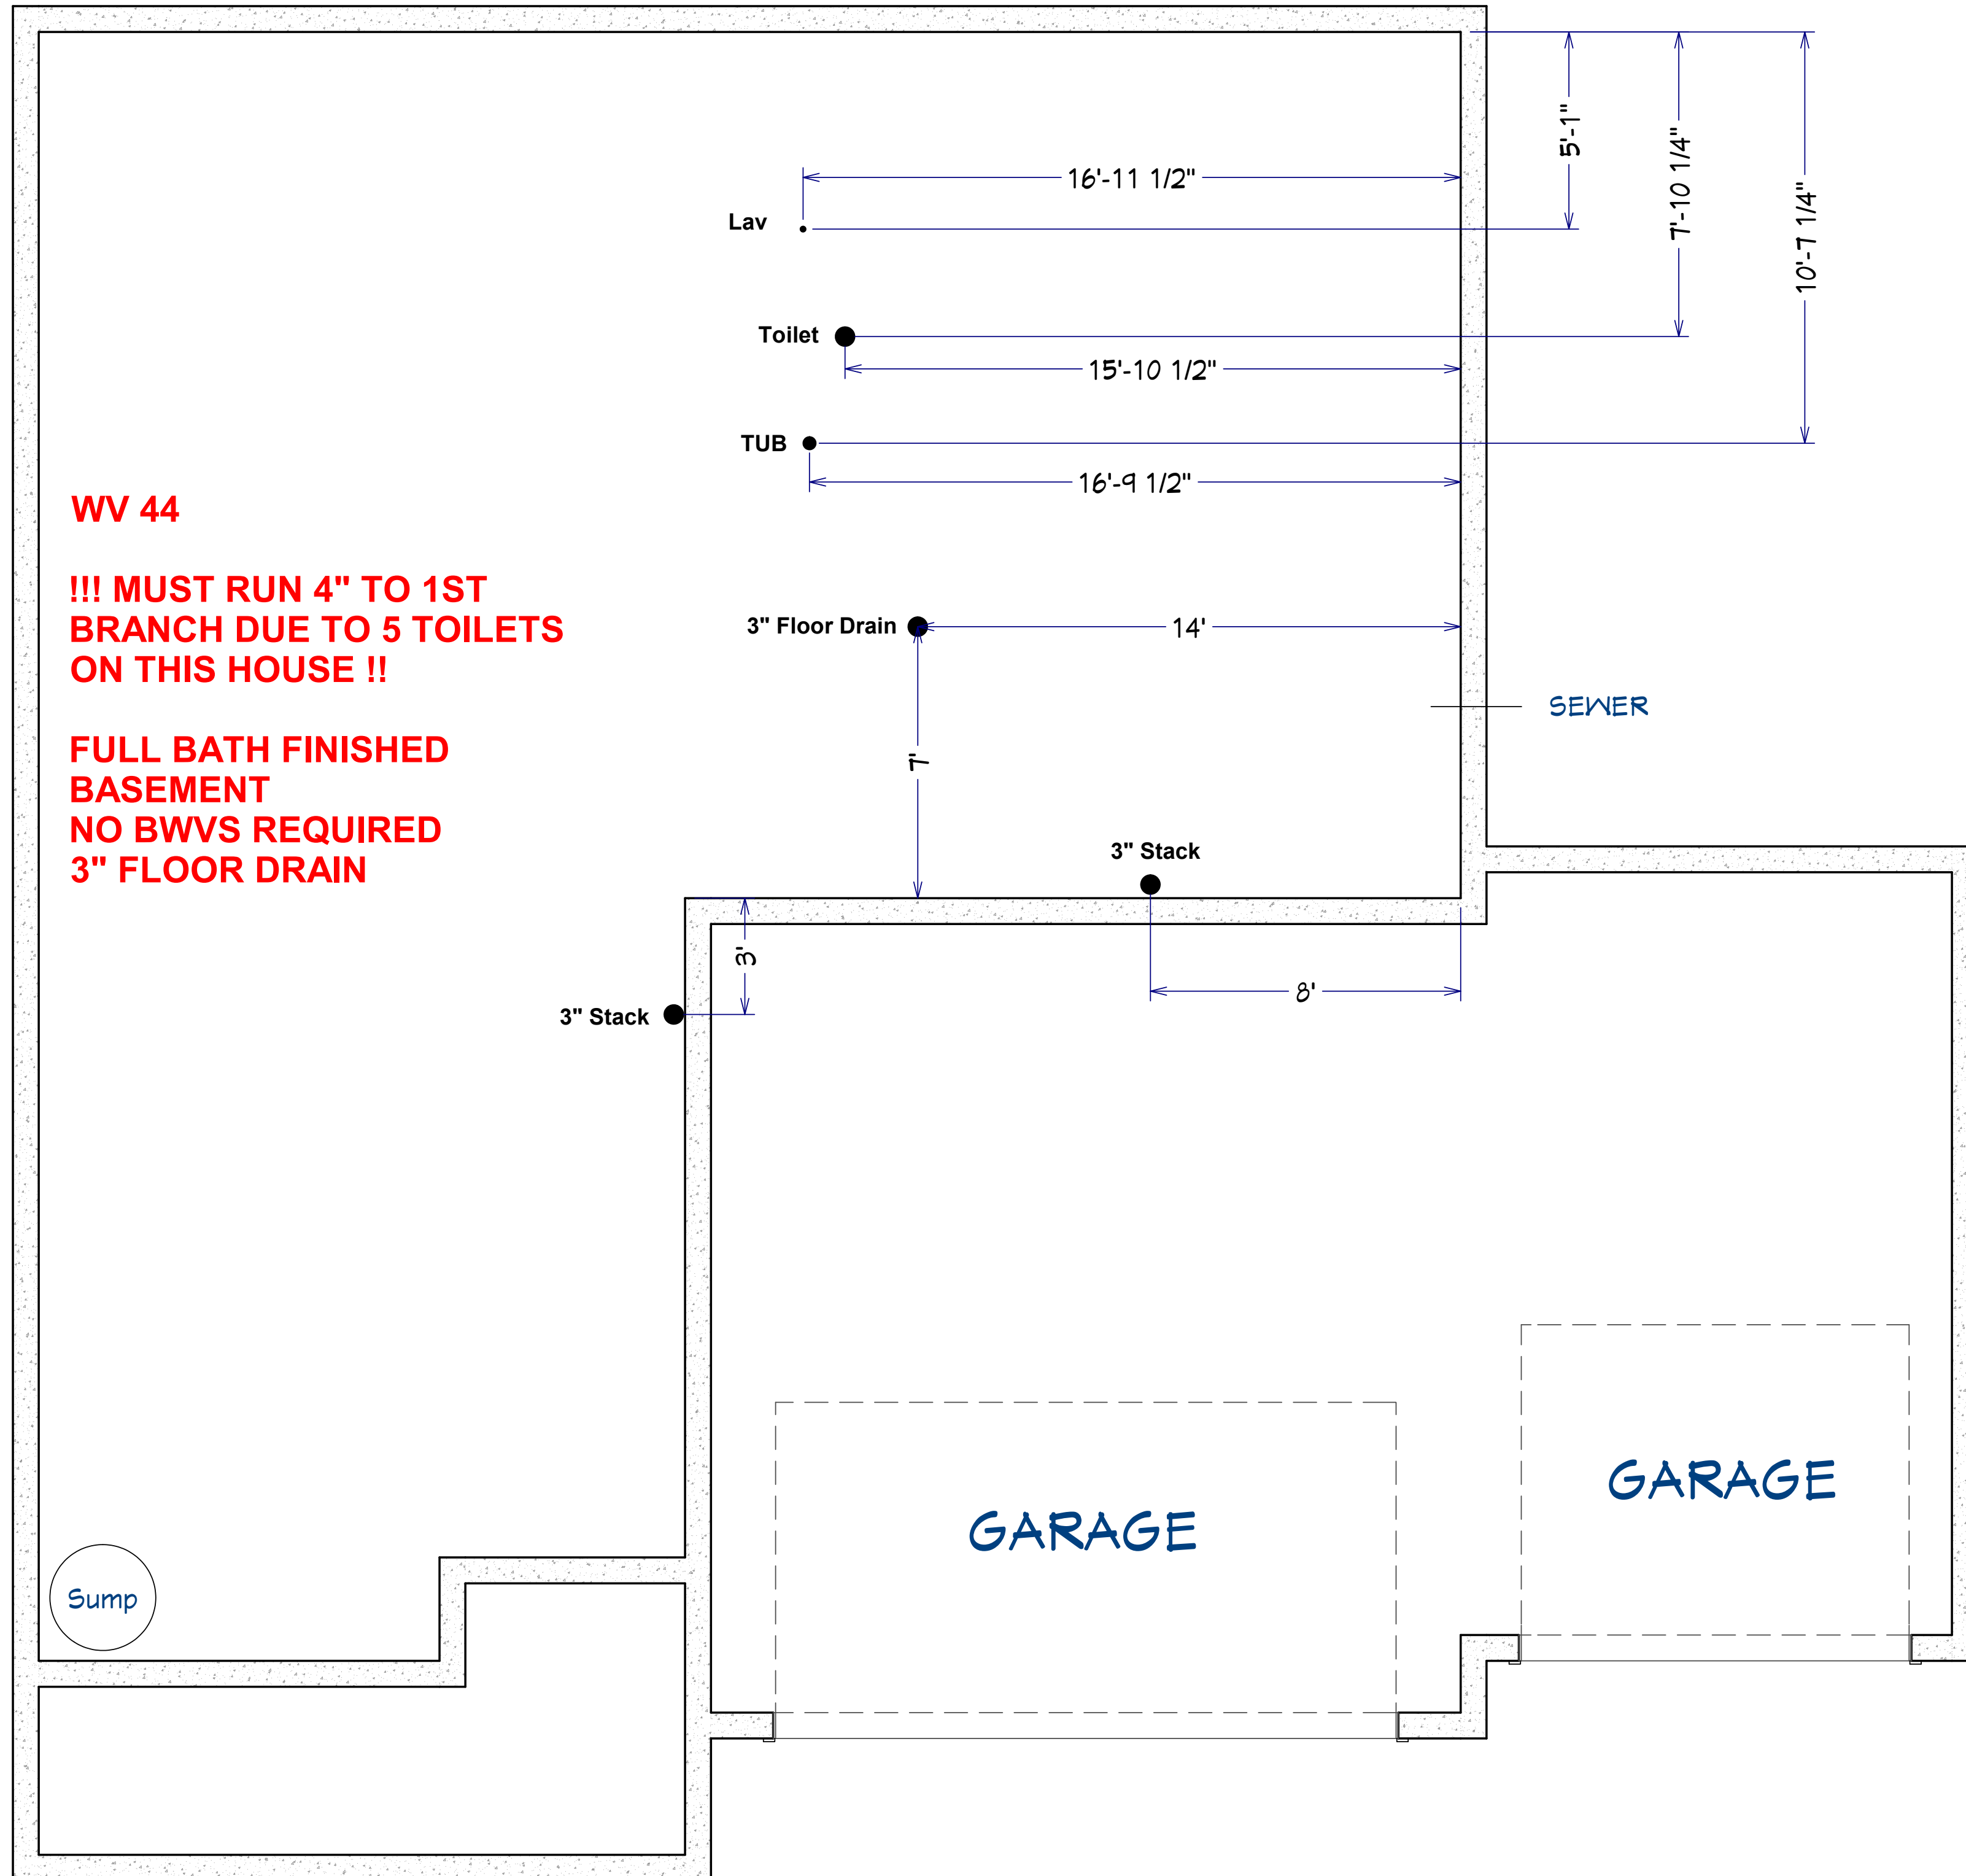 5'-1"
7'-10 1/4"
10'-7 1/4"
16'-11 1/2"
Lav
Toilet
15'-10 1/2"
TUB
16'-9 1/2"
WV 44
!!! MUST RUN 4" TO 1ST
BRANCH DUE TO 5 TOILETS
ON THIS HOUSE !!
FULL BATH FINISHED
BASEMENT
NO BWVS REQUIRED
3" FLOOR DRAIN
3" Floor Drain
14'
SEWER
7'
3" Stack
3'
8'
3" Stack
GARAGE
GARAGE
Sump